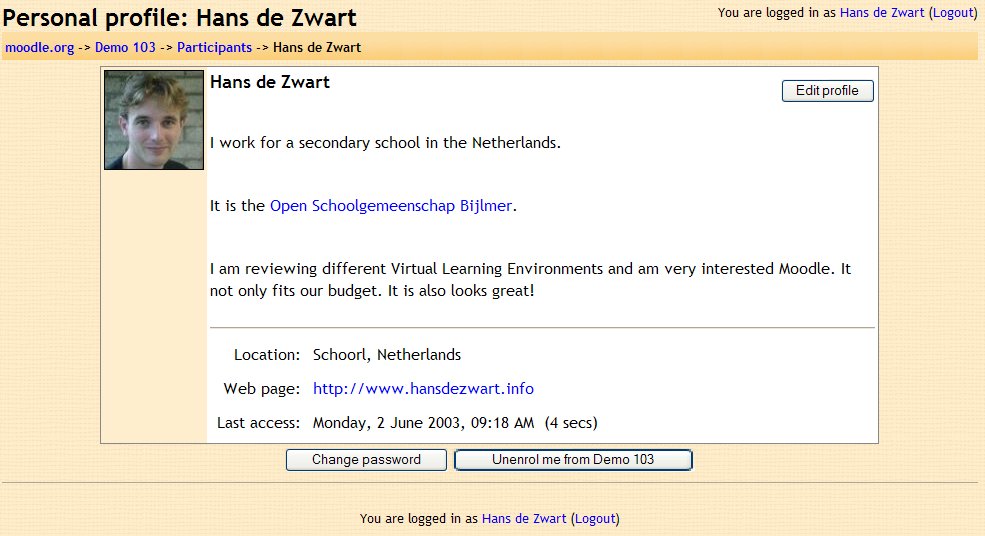 Personal profile: Hans de Zwart
You are logged in as Hans de Zwart (Logout)
moodle.org -> Demo 103 -> Participants -> Hans de Zwart
Hans de Zwart
Edit profile
I work for a secondary school in the Netherlands.
It is the Open Schoolgemeenschap Bijlmer.
I am reviewing different Virtual Learning Environments and am very interested Moodle. It
not only fits our budget. It is also looks great!
Location: Schoorl, Netherlands
Web page: http://www.hansdezwart.info
Last access: Monday, 2 June 2003, 09:18 AM (4 secs)
Change password
Unenrol me from Demo 103
You are logged in as Hans de Zwart (Logout)